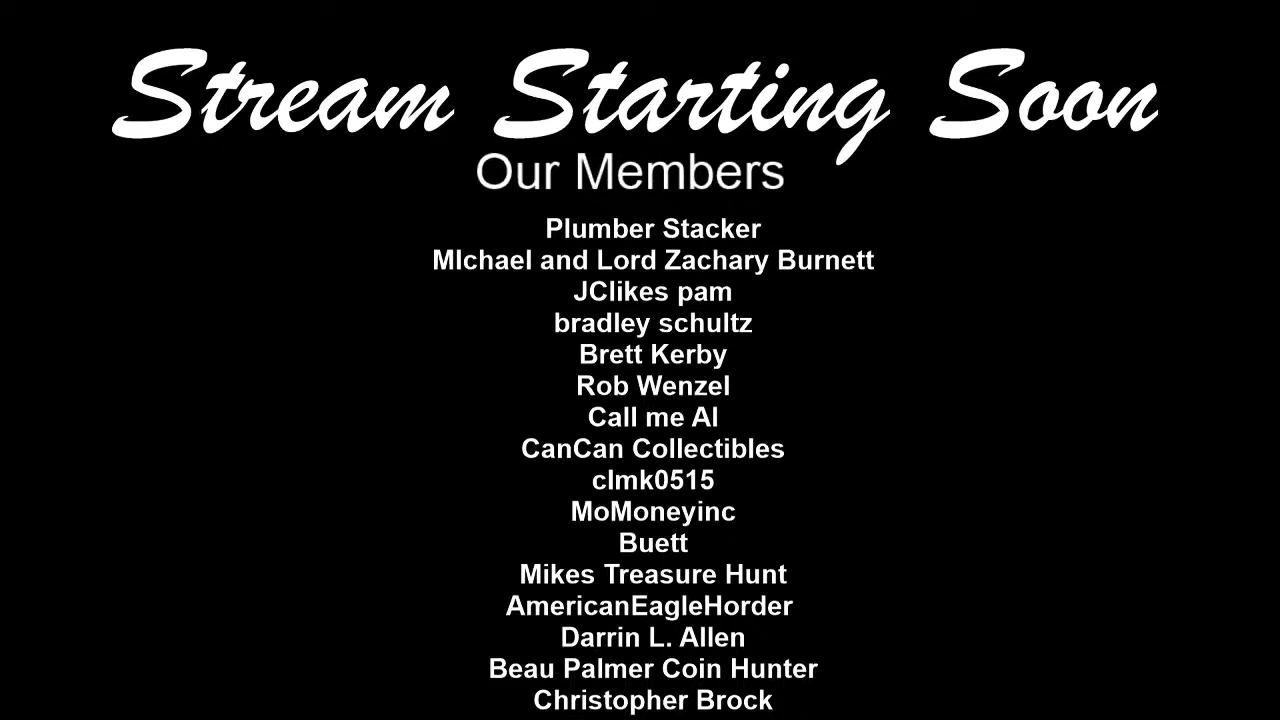 Stream Starting Soon
Our Members
Plumber Stacker
MIchael and Lord Zachary Burnett
JClikes pam
bradley schultz
Brett Kerby
Rob Wenzel
Call me Al
CanCan Collectibles
clmk0515
MoMoneyinc
Buett
Mikes Treasure Hunt
AmericanEagleHorder
Darrin L. Allen
Beau Palmer Coin Hunter
Christopher Brock